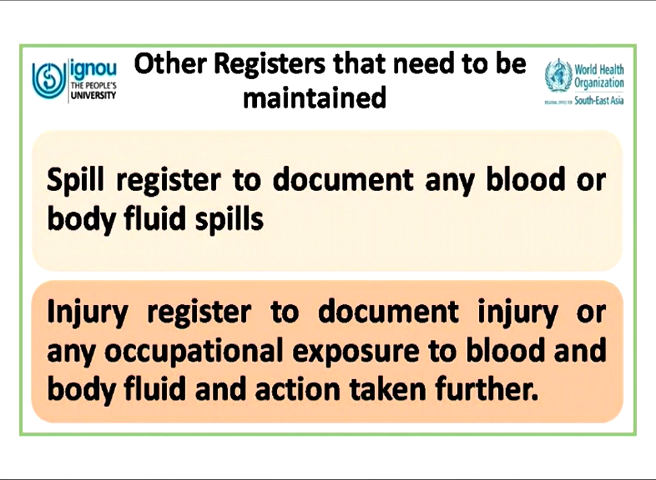 ignou
THE PEOPLE'S
UNIVERSITY
Other Registers that need to be
maintained
World Health
Organization
REGIONAL OFFICE FOR South-East Asia
Spill register to document any blood or
body fluid spills
Injury register to document injury or
any occupational exposure to blood and
body fluid and action taken further.